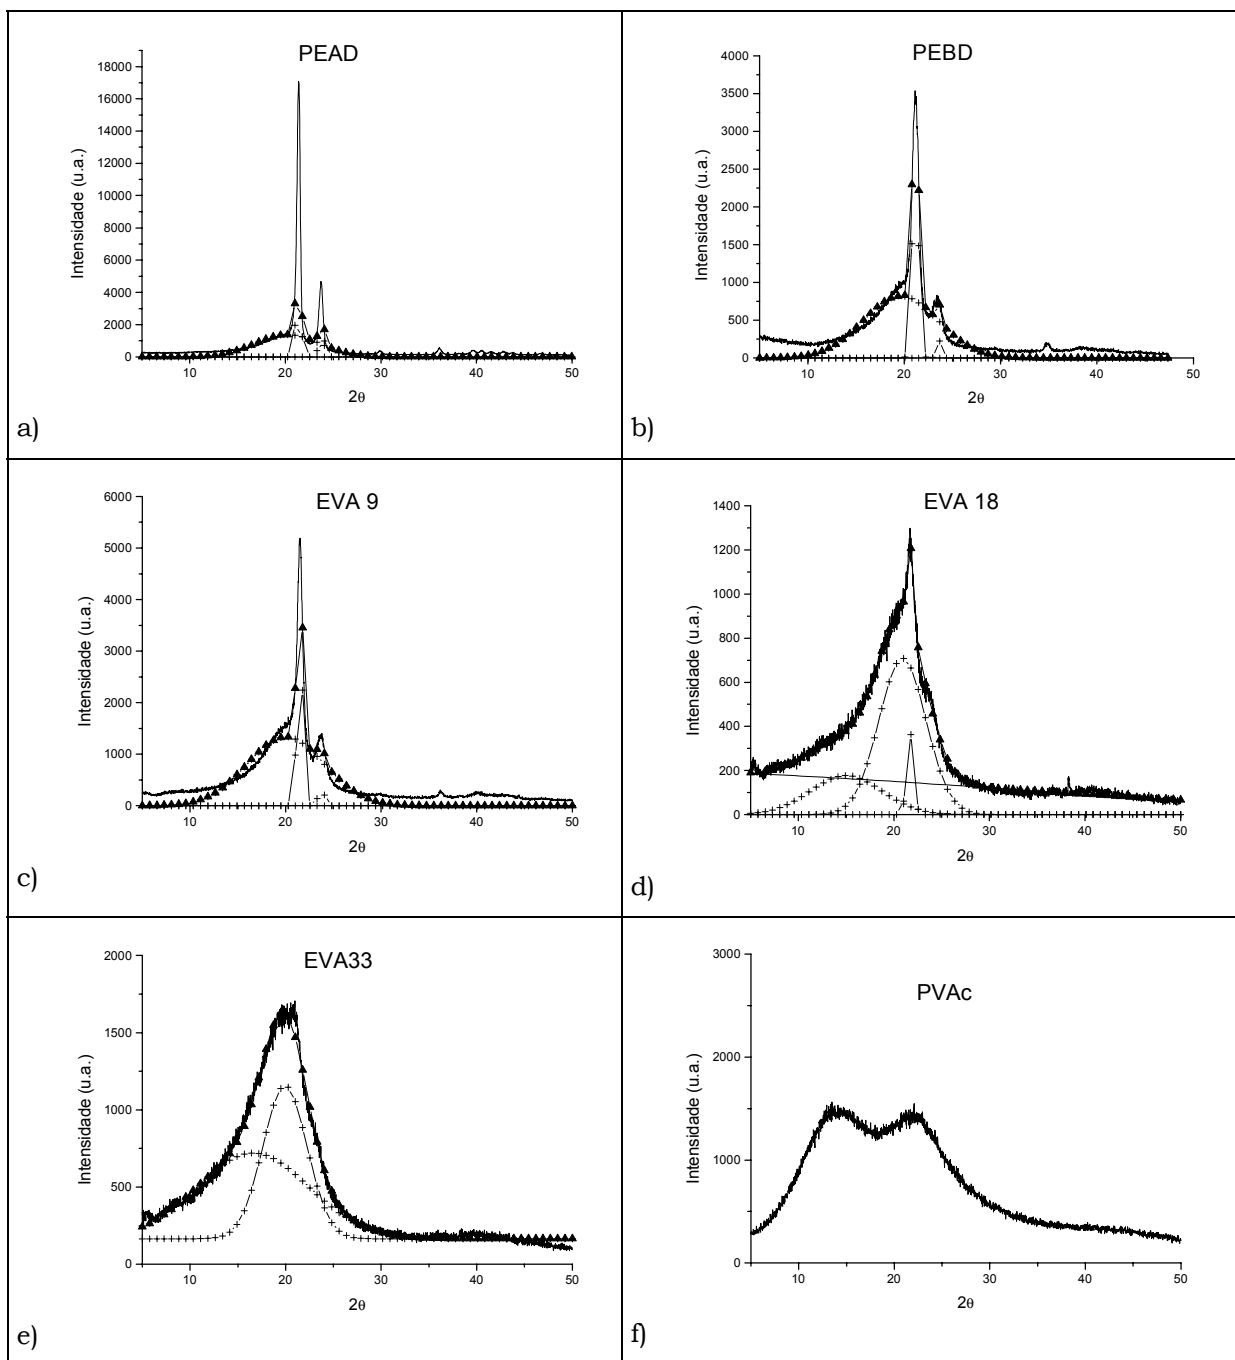 PEAD
18000
16000
14000
12000
10000
8000
6000
4000
2000
0
Intensidade (u.a.)
10 20 30 40 50
2θ
a)
PEBD
4000
3500
3000
2500
2000
1500
1000
500
0
Intensidade (u.a.)
10 20 30 40 50
2θ
b)
EVA 9
6000
5000
4000
3000
2000
1000
0
Intensidade (u.a.)
10 20 30 40 50
2θ
c)
EVA 18
1400
1200
1000
800
600
400
200
0
Intensidade (u.a.)
10 20 30 40 50
2θ
d)
EVA33
2000
1500
1000
500
0
Intensidade (u.a.)
10 20 30 40 50
2θ
e)
PVAc
3000
2000
1000
0
Intensidade (u.a.)
10 20 30 40 50
2θ
f)